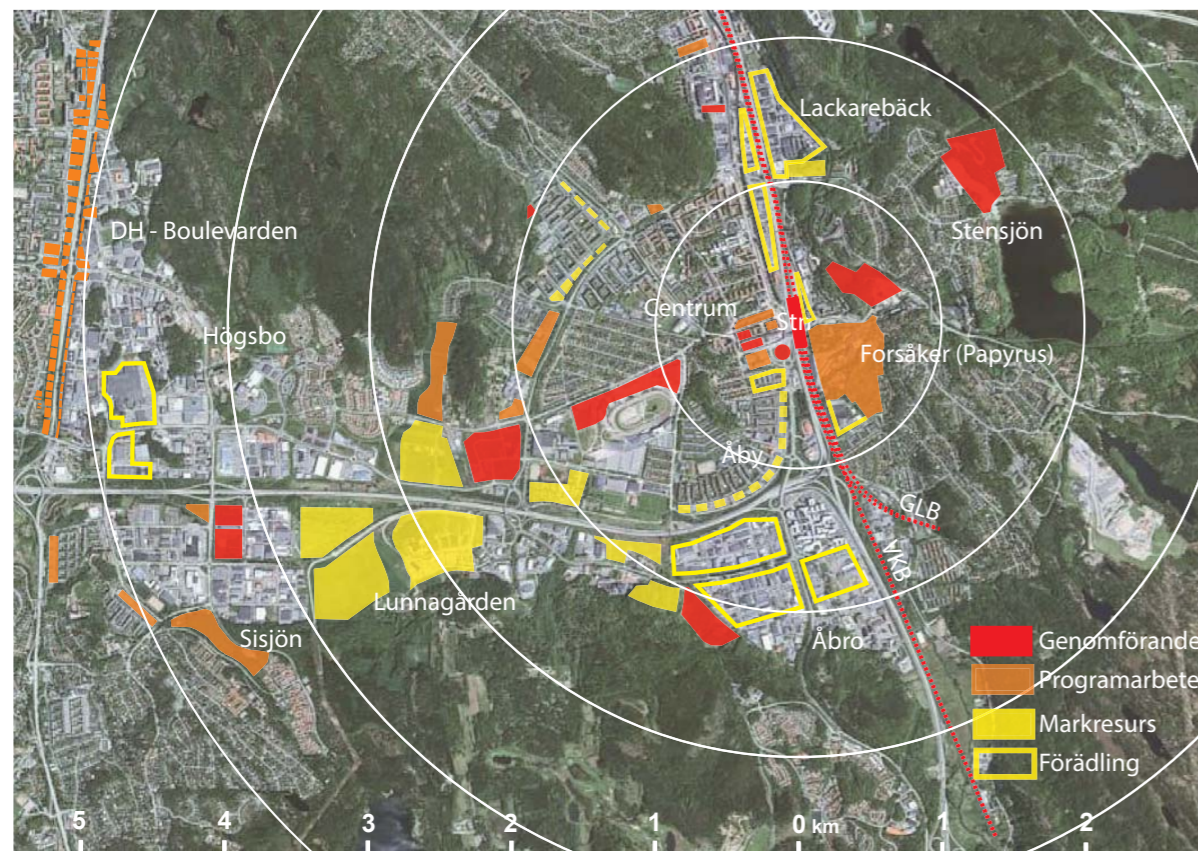 Lackarebäck
DH - Boulevarden
Stensjön
Centrum
Stn
Högsbo
Forsåker (Papyrus)
Åby
GLB
VKB
Lunnagården
Sisjön
Åbro
Genomförande
Programarbete
Markresurs
Förädling
5 4 3 2 1 0 km 1 2